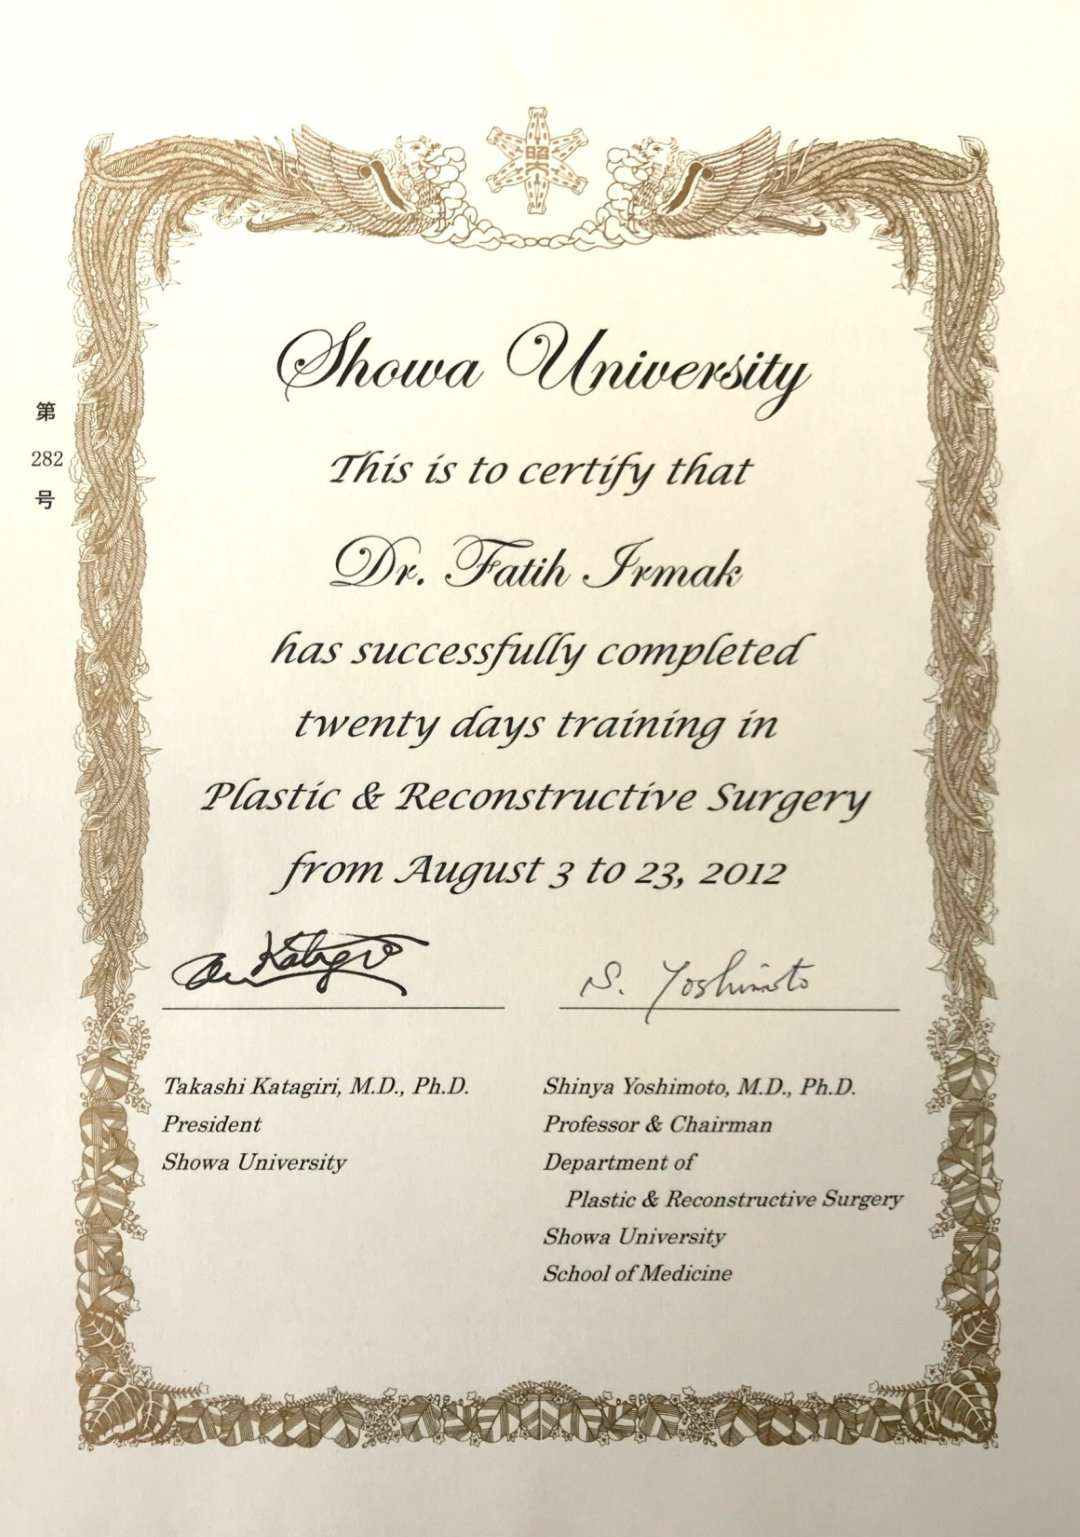 昭
Showa University
This is to certify that
Dr. Fatih Irmak
has successfully completed
twenty days training in
Plastic & Reconstructive Surgery
from August 3 to 23, 2012
第
282
号
Katagiri
S. Yoshimoto
Takashi Katagiri, M.D., Ph.D.
President
Showa University
Shinya Yoshimoto, M.D., Ph.D.
Professor & Chairman
Department of
Plastic & Reconstructive Surgery
Showa University
School of Medicine